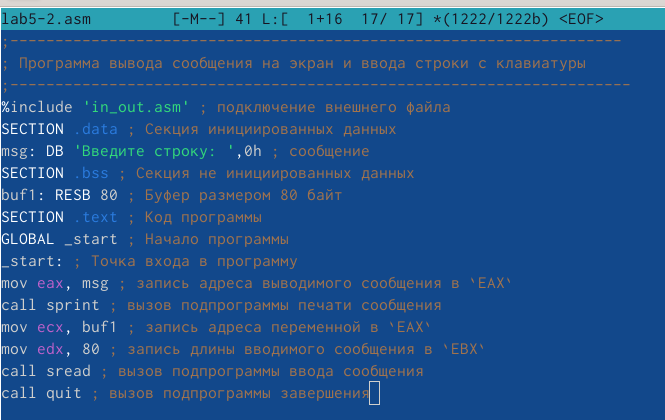 lab5-2.asm [-M--] 41 L:[ 1+16 17/ 17] *(1222/1222b) <EOF>
;--------------------------------------------------------------------
; Программа вывода сообщения на экран и ввода строки с клавиатуры
;---------------------------------------------------------------------
%include 'in_out.asm' ; подключение внешнего файла
SECTION .data ; Секция инициированных данных
msg: DB 'Введите строку: ',0h ; сообщение
SECTION .bss ; Секция не инициированных данных
buf1: RESB 80 ; Буфер размером 80 байт
SECTION .text ; Код программы
GLOBAL _start ; Начало программы
_start: ; Точка входа в программу
mov eax, msg ; запись адреса выводимого сообщения в `EAX`
call sprint ; вызов подпрограммы печати сообщения
mov ecx, buf1 ; запись адреса переменной в `EAX`
mov edx, 80 ; запись длины вводимого сообщения в `EBX`
call sread ; вызов подпрограммы ввода сообщения
call quit ; вызов подпрограммы завершения